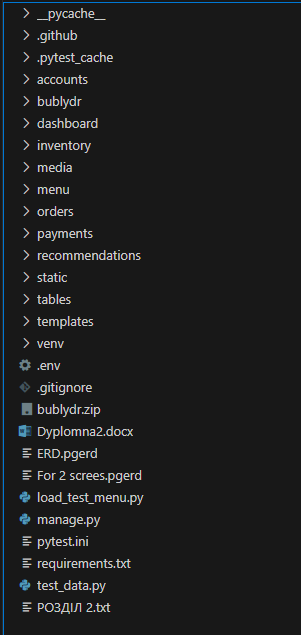 __pycache__
.github
.pytest_cache
accounts
bublydr
dashboard
inventory
media
menu
orders
payments
recommendations
static
tables
templates
venv
.env
.gitignore
bublydr.zip
Dyplomna2.docx
ERD.pgerd
For 2 screes.pgerd
load_test_menu.py
manage.py
pytest.ini
requirements.txt
test_data.py
РОЗДІЛ 2.txt